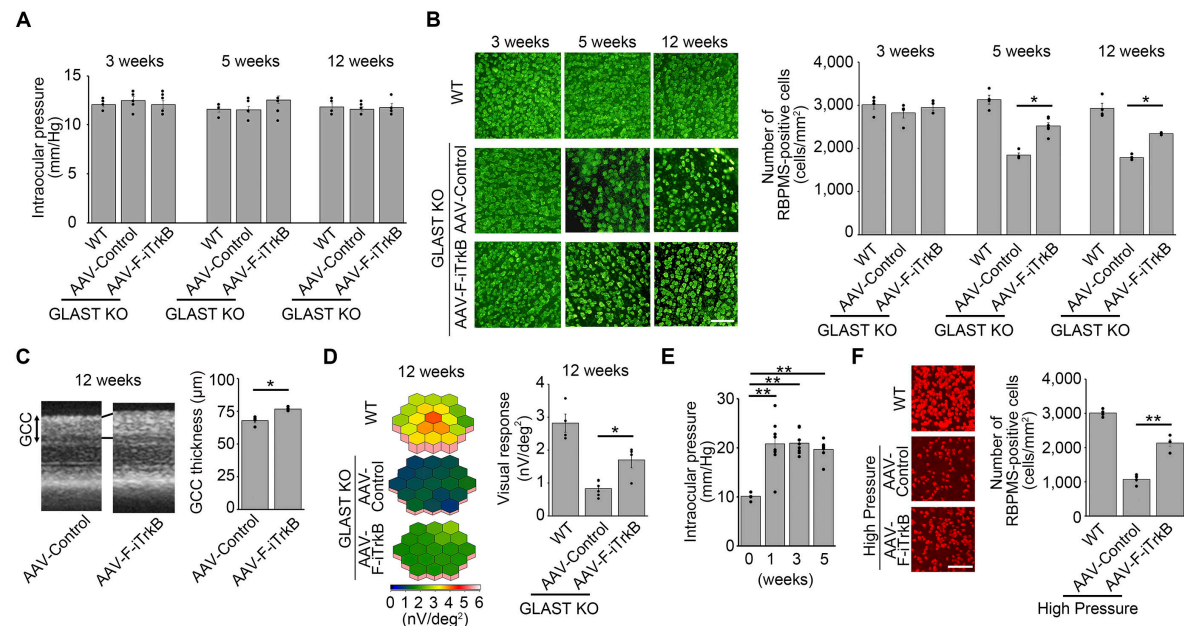 A
3 weeks
5 weeks
12 weeks
Intraocular pressure
(mm/Hg)
15
10
5
0
WT
AAV-Control
AAV-F-iTrkB
GLAST KO
WT
AAV-Control
AAV-F-iTrkB
GLAST KO
WT
AAV-Control
AAV-F-iTrkB
GLAST KO
B
3 weeks
5 weeks
12 weeks
WT
GLAST KO
AAV-Control
AAV-F-iTrkB
3 weeks
5 weeks
12 weeks
Number of
RBPMS-positive cells
(cells/mm²)
4,000
3,000
2,000
1,000
0
*
*
WT
AAV-Control
AAV-F-iTrkB
GLAST KO
WT
AAV-Control
AAV-F-iTrkB
GLAST KO
WT
AAV-Control
AAV-F-iTrkB
GLAST KO
C
12 weeks
GCC
AAV-Control
AAV-F-iTrkB
GCC thickness (μm)
100
75
50
25
0
*
AAV-Control
AAV-F-iTrkB
D
12 weeks
WT
GLAST KO
AAV-
Control
AAV-
F-iTrkB
0 1 2 3 4 5 6
(nV/deg²)
12 weeks
Visual response
(nV/deg²)
4
3
2
1
0
*
WT
AAV-Control
AAV-F-iTrkB
GLAST KO
E
Intraocular pressure
(mm/Hg)
30
20
10
0
**
**
**
0 1 3 5
(weeks)
F
WT
High Pressure
AAV-
Control
AAV-
F-iTrkB
Number of
RBPMS-positive cells
(cells/mm²)
1,000
3,000
2,000
1,000
0
**
WT
AAV-Control
AAV-F-iTrkB
High Pressure